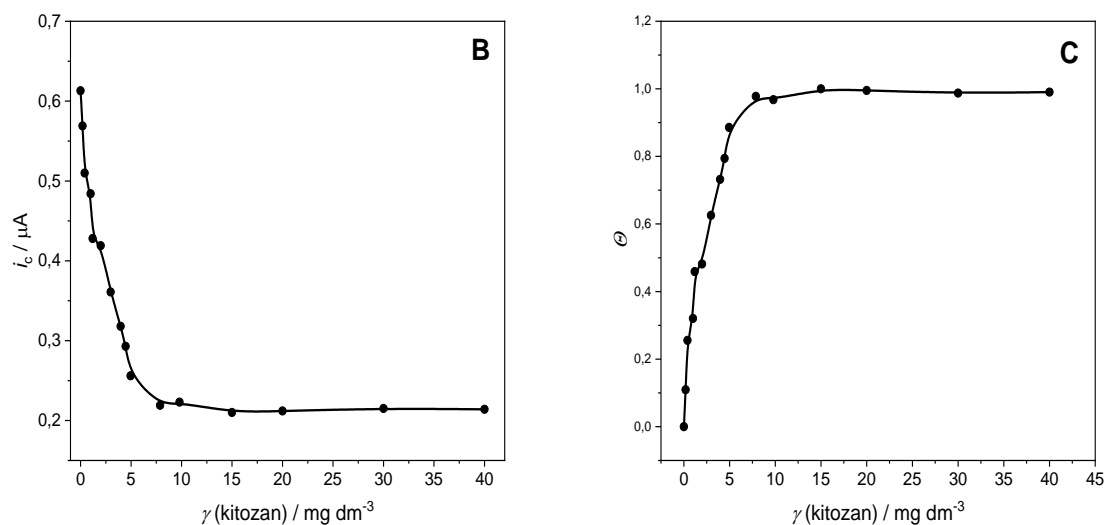 B
0,7
0,6
0,5
0,4
0,3
0,2
i_c / μA
0 5 10 15 20 25 30 35 40
γ (kitozan) / mg dm⁻³
C
1,2
1,0
0,8
0,6
0,4
0,2
0,0
Θ
0 5 10 15 20 25 30 35 40 45
γ (kitozan) / mg dm⁻³